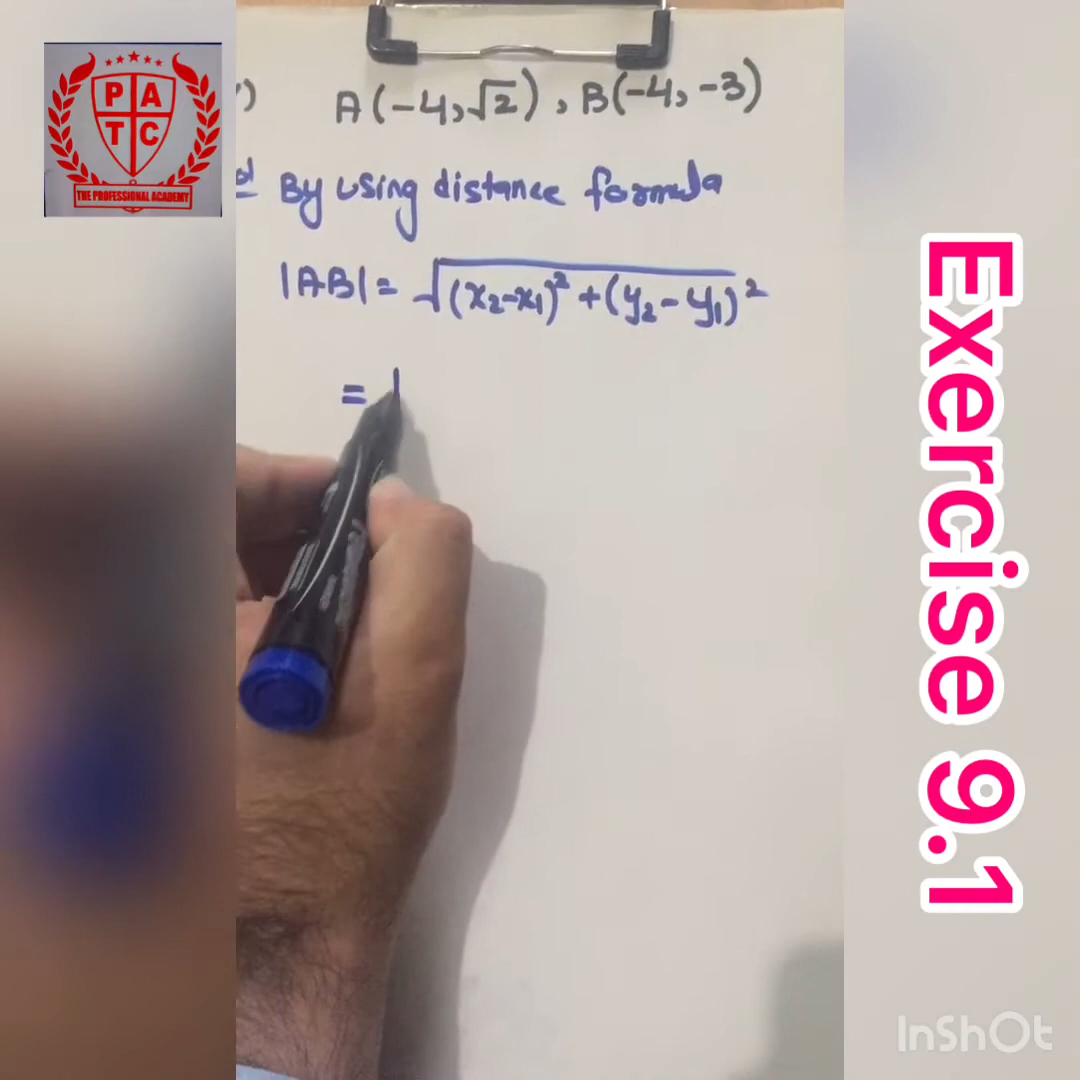 P A
T C
THE PROFESSIONAL ACADEMY
) A(-4,√2), B(-4,-3)
By using distance formula
|AB| = √(x₂-x₁)² + (y₂-y₁)²
=
Exercise 9.1
InShOt